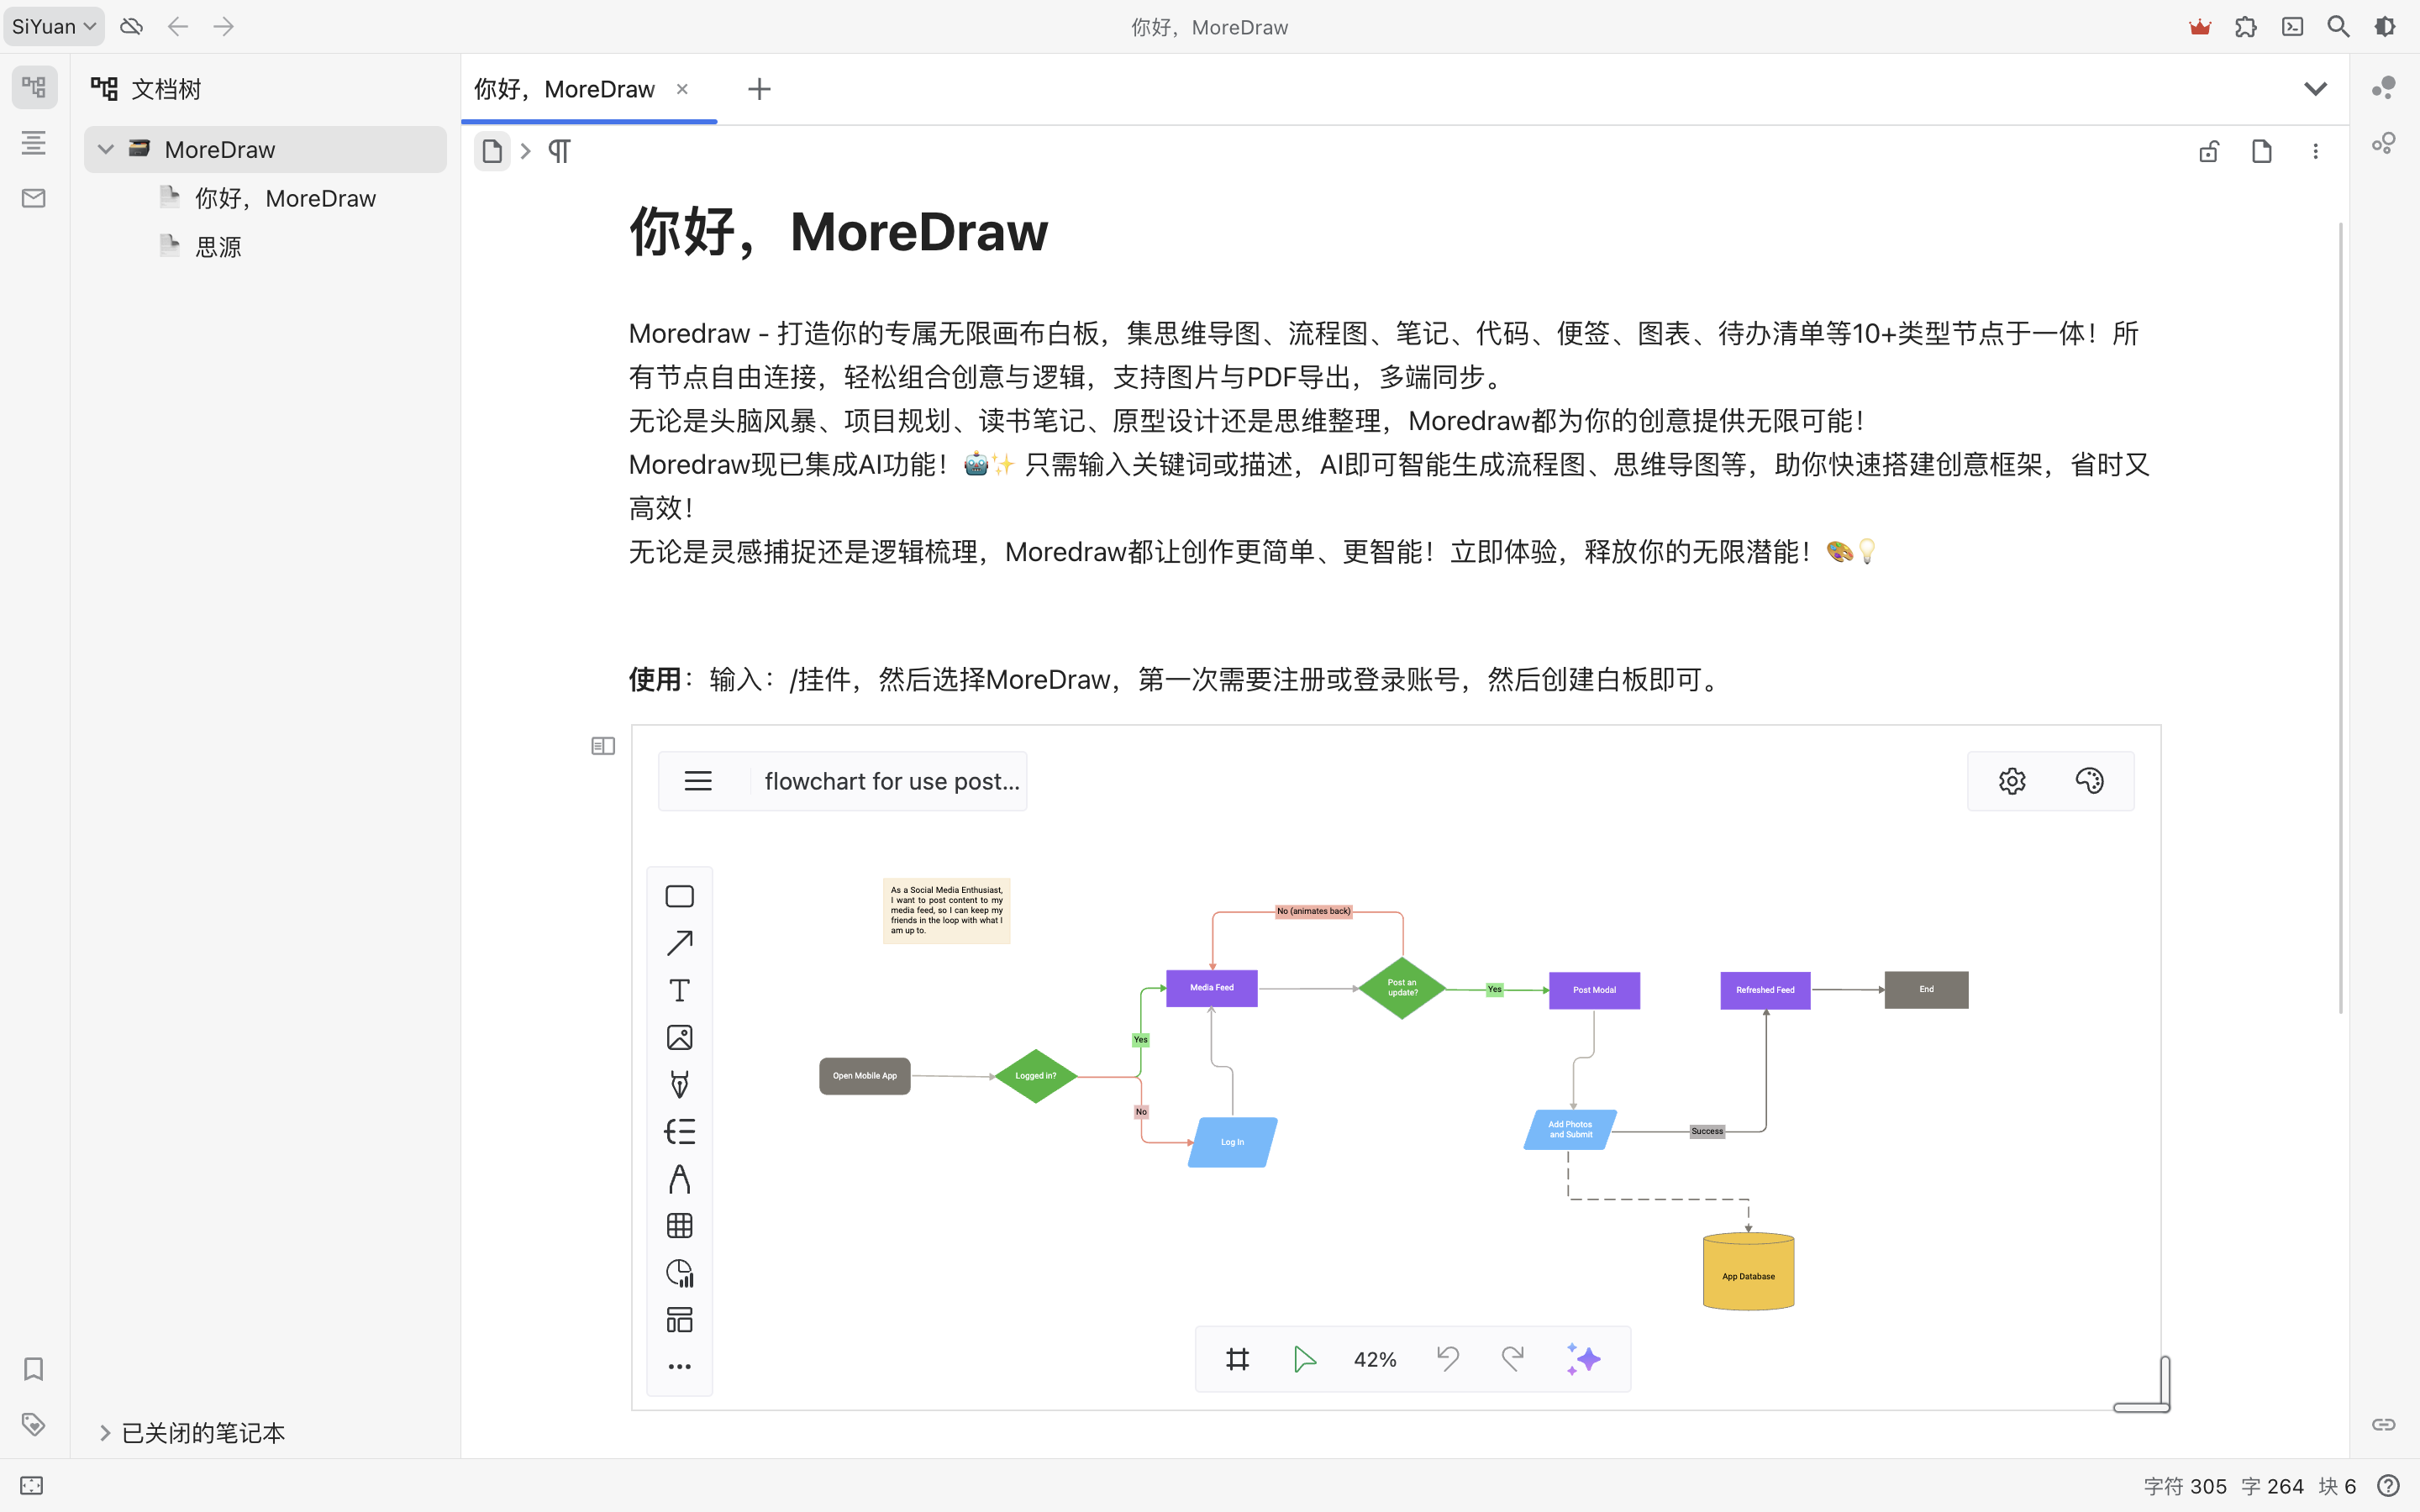 SiYuan
你好，MoreDraw
文档树
MoreDraw
你好，MoreDraw
思源
已关闭的笔记本
你好，MoreDraw
你好，MoreDraw
Moredraw - 打造你的专属无限画布白板，集思维导图、流程图、笔记、代码、便签、图表、待办清单等10+类型节点于一体！所
有节点自由连接，轻松组合创意与逻辑，支持图片与PDF导出，多端同步。
无论是头脑风暴、项目规划、读书笔记、原型设计还是思维整理，Moredraw都为你的创意提供无限可能！
Moredraw现已集成AI功能！🤖✨ 只需输入关键词或描述，AI即可智能生成流程图、思维导图等，助你快速搭建创意框架，省时又
高效！
无论是灵感捕捉还是逻辑梳理，Moredraw都让创作更简单、更智能！立即体验，释放你的无限潜能！🎨💡
使用：输入：/挂件，然后选择MoreDraw，第一次需要注册或登录账号，然后创建白板即可。
flowchart for use post...
As a Social Media Enthusiast,
I want to post content to my
media feed, so I can keep my
friends in the loop with what I
am up to.
No (animates back)
Media Feed
Post an
update?
Yes
Post Modal
Refreshed Feed
End
Yes
Open Mobile App
Logged in?
No
Log In
Add Photos
and Submit
Success
App Database
42%
字符 305 字 264 块 6